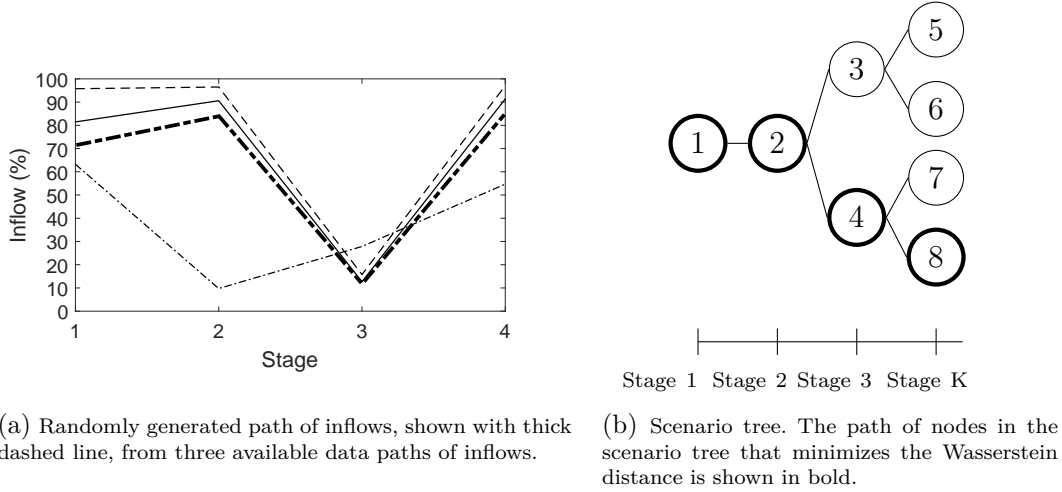 100
90
80
70
60
50
40
30
20
10
0
Inflow (%)
1 2 3 4
Stage
5
3
6
1 2
7
4
8
Stage 1 Stage 2 Stage 3 Stage K
(a) Randomly generated path of inflows, shown with thick
dashed line, from three available data paths of inflows.
(b) Scenario tree. The path of nodes in the
scenario tree that minimizes the Wasserstein
distance is shown in bold.